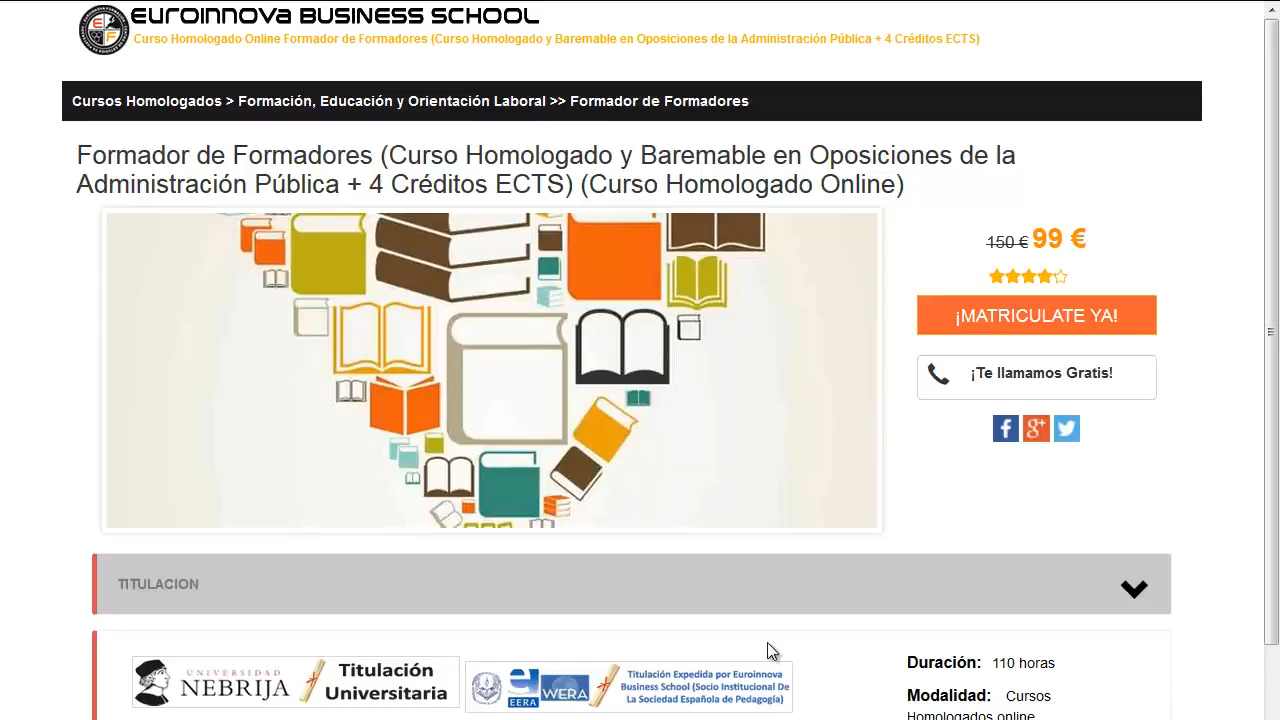 EUROINNOVA BUSINESS SCHOOL
Curso Homologado Online Formador de Formadores (Curso Homologado y Baremable en Oposiciones de la Administración Pública + 4 Créditos ECTS)
Cursos Homologados > Formación, Educación y Orientación Laboral >> Formador de Formadores
Formador de Formadores (Curso Homologado y Baremable en Oposiciones de la
Administración Pública + 4 Créditos ECTS) (Curso Homologado Online)
150 € 99 €
¡MATRICULATE YA!
¡Te llamamos Gratis!
TITULACION
UNIVERSIDAD
NEBRIJA
Titulación
Universitaria
EERA
WERA
Titulación Expedida por Euroinnova
Business School (Socio Institucional De
La Sociedad Española de Pedagogía)
Duración: 110 horas
Modalidad: Cursos
Homologados online